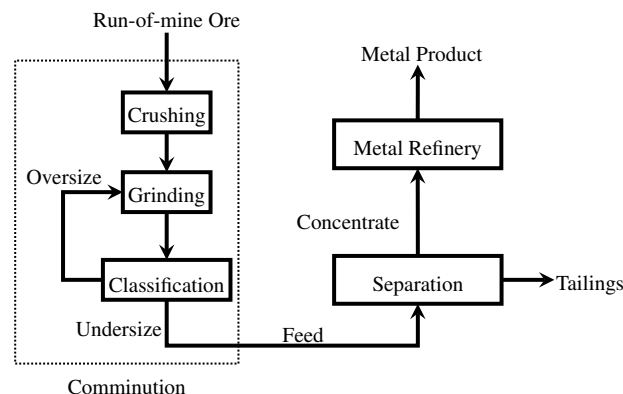 Run-of-mine Ore
Crushing
Oversize
Grinding
Classification
Undersize
Comminution
Feed
Metal Product
Metal Refinery
Concentrate
Separation
Tailings